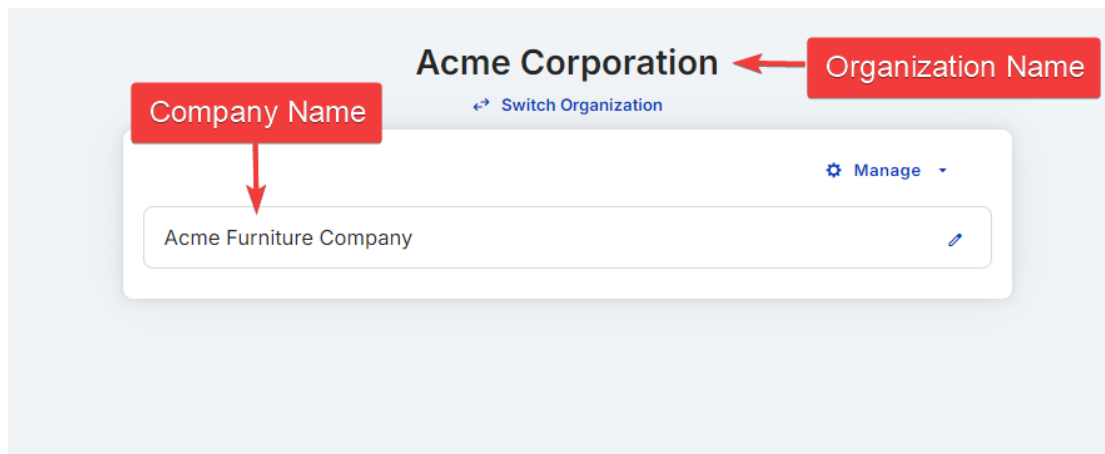 Acme Corporation
Organization Name
Switch Organization
Company Name
Manage
Acme Furniture Company